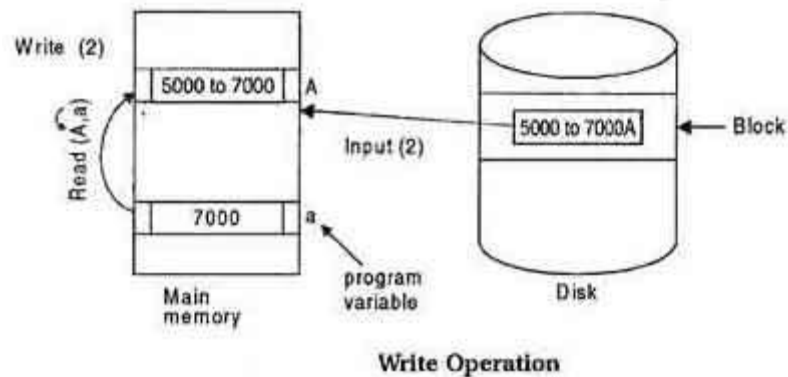 Write (2)
5000 to 7000
A
Read (A,a)
Input (2)
5000 to 7000A
Block
7000
a
program
variable
Main
memory
Disk
Write Operation